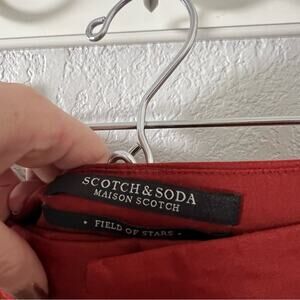 SCOTCH & SODA
MAISON SCOTCH
• FIELD OF STARS •